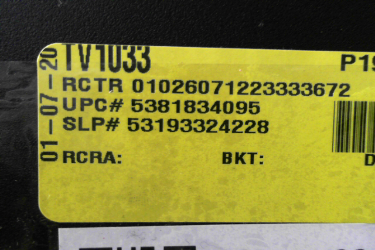 TV1033 P19
RCTR 01026071223333672
UPC# 5381834095
SLP# 53193324228
RCRA: BKT: D
01-07-20